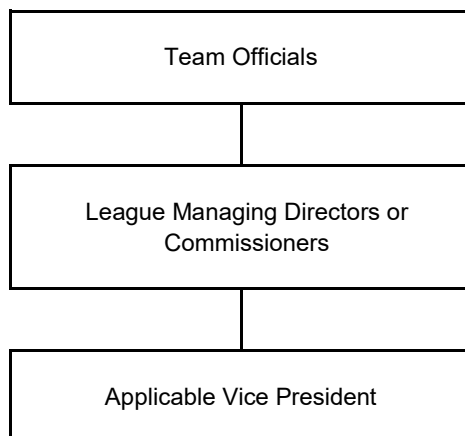 Team Officials
League Managing Directors or
Commissioners
Applicable Vice President